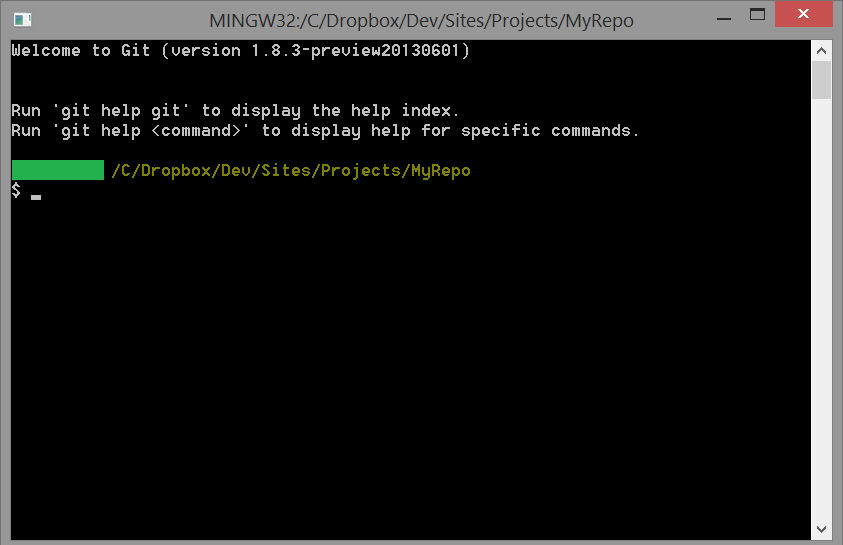 MINGW32:/C/Dropbox/Dev/Sites/Projects/MyRepo
Welcome to Git (version 1.8.3-preview20130601)
Run 'git help git' to display the help index.
Run 'git help <command>' to display help for specific commands.
/C/Dropbox/Dev/Sites/Projects/MyRepo
$